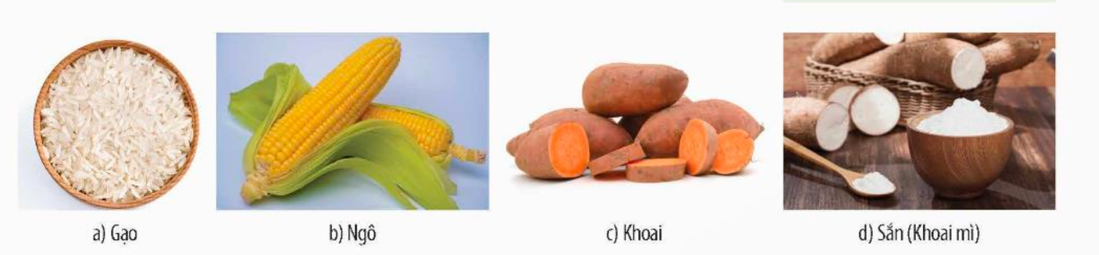 a) Gạo
b) Ngô
c) Khoai
d) Sắn (Khoai mì)